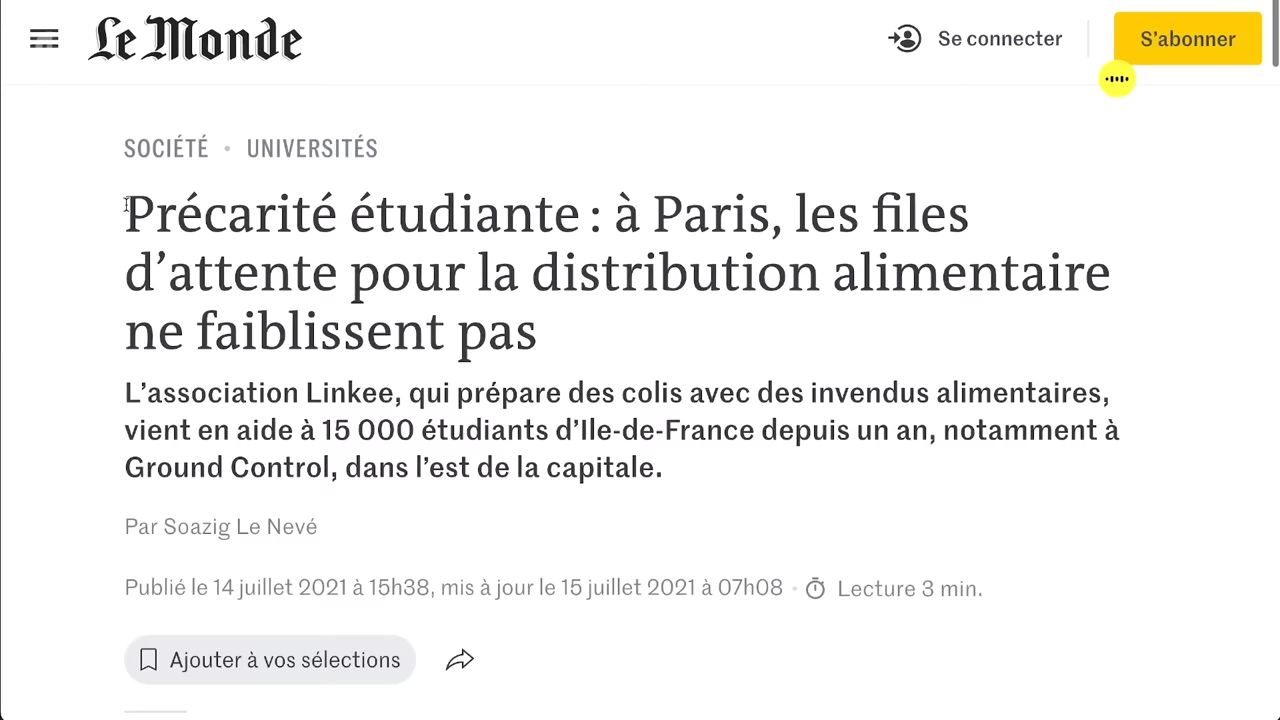 Le Monde
Se connecter
S’abonner
SOCIÉTÉ • UNIVERSITÉS
Précarité étudiante : à Paris, les files
d’attente pour la distribution alimentaire
ne faiblissent pas
L’association Linkee, qui prépare des colis avec des invendus alimentaires,
vient en aide à 15 000 étudiants d’Ile-de-France depuis un an, notamment à
Ground Control, dans l’est de la capitale.
Par Soazig Le Nevé
Publié le 14 juillet 2021 à 15h38, mis à jour le 15 juillet 2021 à 07h08 • Lecture 3 min.
Ajouter à vos sélections